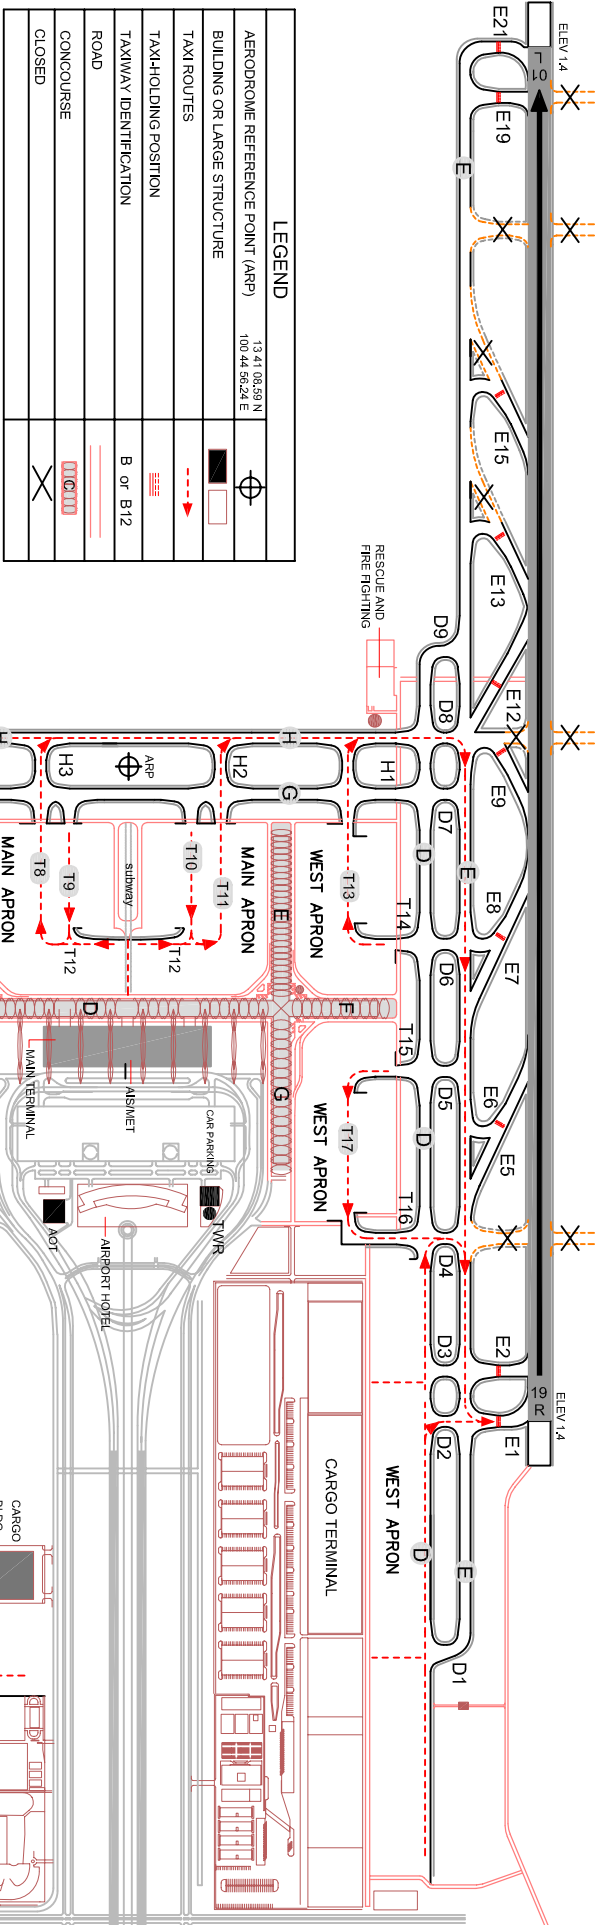 ELEV 1.4
01
L
E21
E19
E
E15
E13
E12
E9
E8
E7
E6
E5
E2
E1
19
R
ELEV 1.4
D9
D8
D7
D6
D5
D4
D3
D2
D1
E
D
D
D
E
H
H
G
H1
H2
H3
ARP
RESCUE AND
FIRE FIGHTING
T14
T15
T16
T13
T17
T11
T10
T9
T8
T12
T12
subway
WEST APRON
WEST APRON
WEST APRON
MAIN APRON
MAIN APRON
E
F
D
G
MAIN TERMINAL
AIS/MET
CAR PARKING
TWR
AOT
AIRPORT HOTEL
CARGO TERMINAL
CARGO
LEGEND
AERODROME REFERENCE POINT (ARP)
13 41 08.59 N
100 44 56.24 E
BUILDING OR LARGE STRUCTURE
TAXI ROUTES
TAXI-HOLDING POSITION
TAXIWAY IDENTIFICATION
B or B12
ROAD
CONCOURSE
C
CLOSED